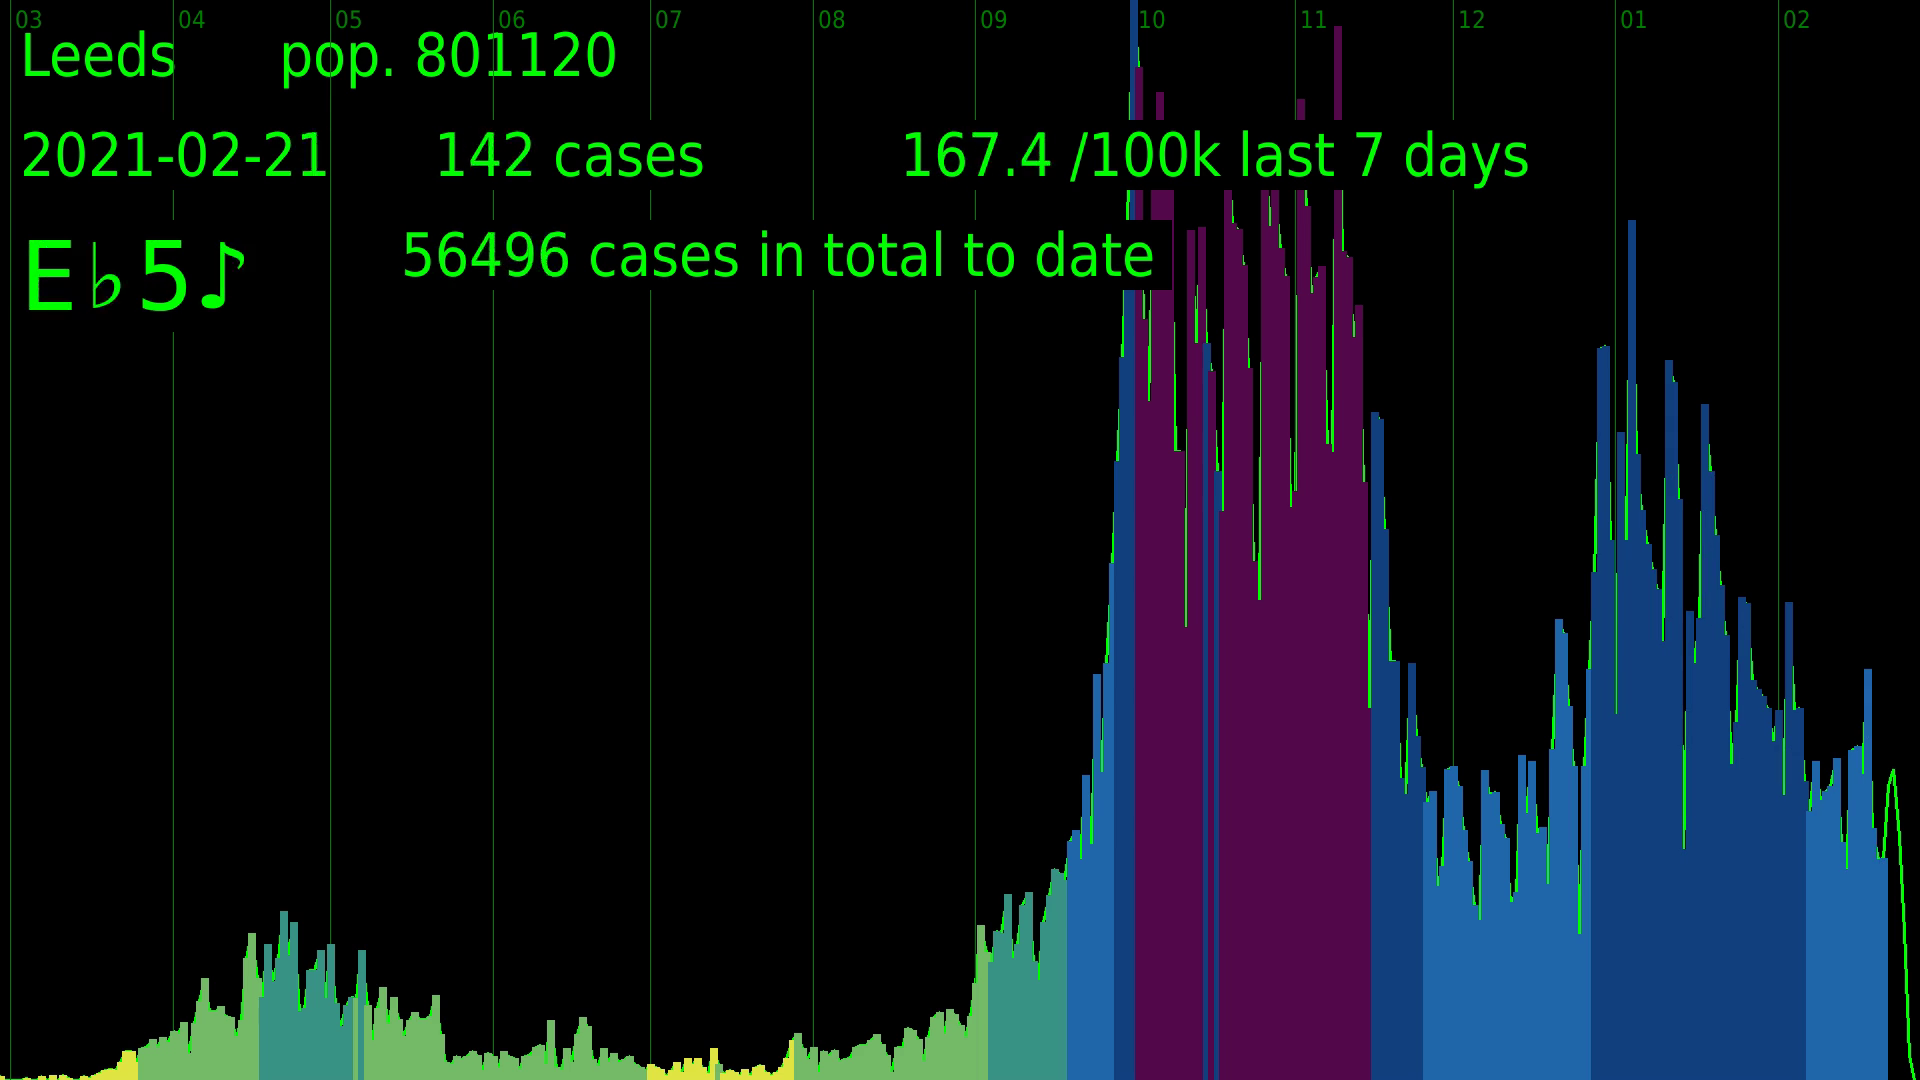 03 04 05 06 07 08 09 10 11 12 01 02
Leeds pop. 801120
2021-02-21 142 cases 167.4 /100k last 7 days
E♭5♪ 56496 cases in total to date